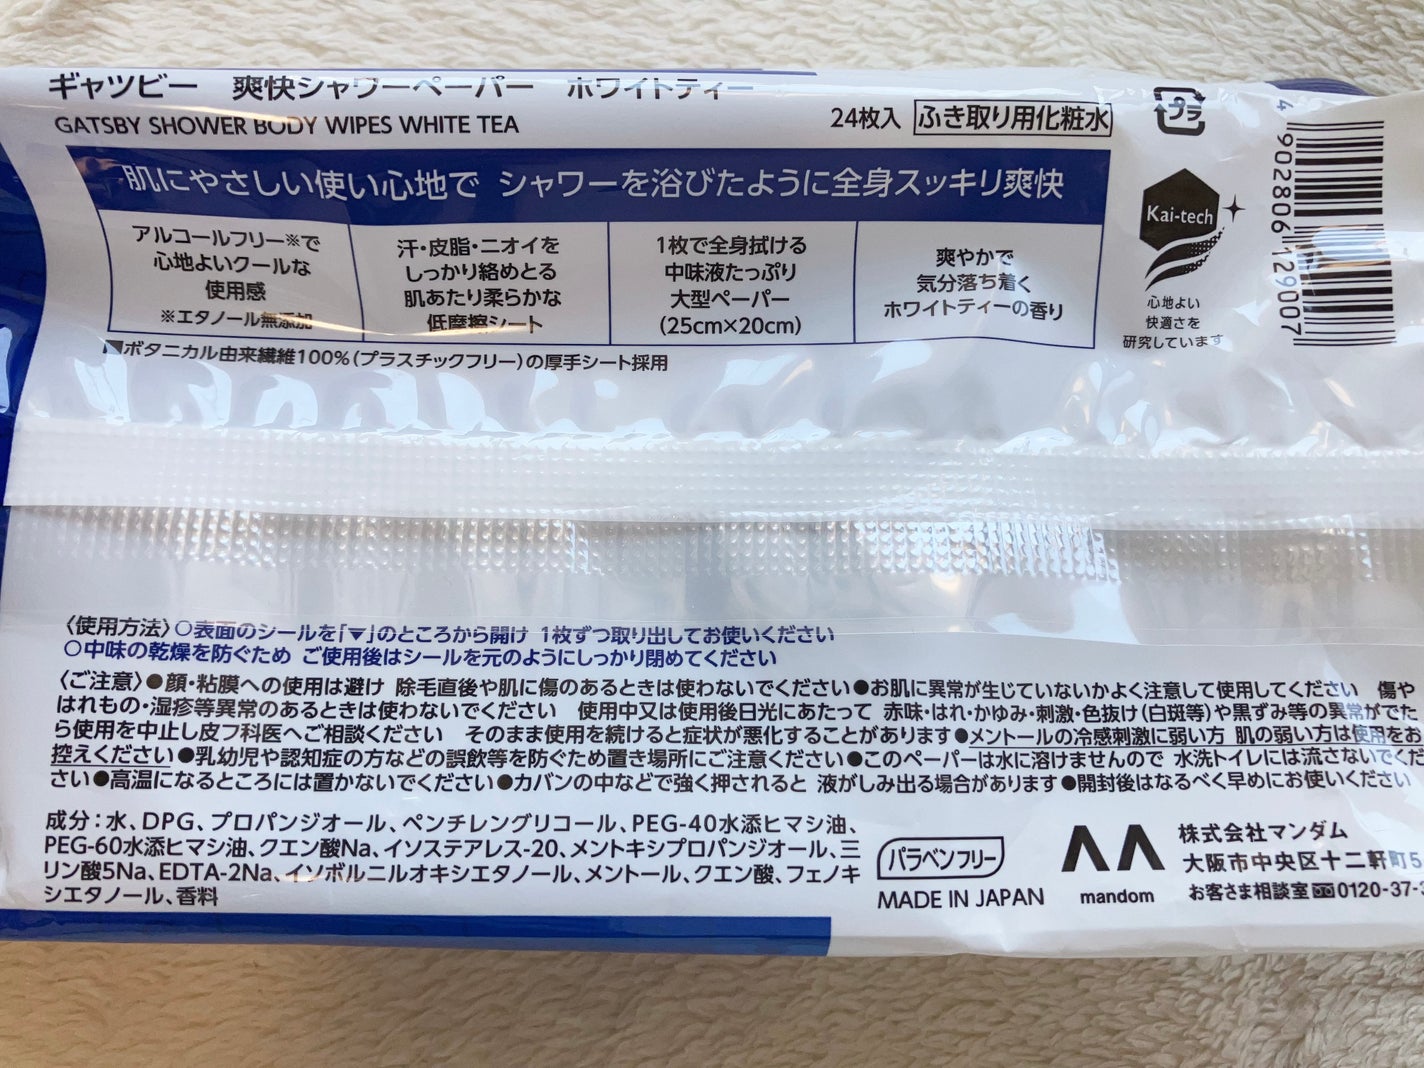 ギャツビー 爽快シャワーペーパー ホワイトティー
GATSBY SHOWER BODY WIPES WHITE TEA
24枚入 ふき取り用化粧水
プラ
4 902806 129007
肌にやさしい使い心地で シャワーを浴びたように全身スッキリ爽快
アルコールフリー※で
心地よいクールな
使用感
※エタノール無添加
汗・皮脂・ニオイを
しっかり絡めとる
肌あたり柔らかな
低摩擦シート
1枚で全身拭ける
中味液たっぷり
大型ペーパー
(25cm×20cm)
爽やかで
気分落ち着く
ホワイトティーの香り
Kai-tech
心地よい
快適さを
研究しています
■ボタニカル由来繊維100%(プラスチックフリー)の厚手シート採用
〈使用方法〉○表面のシールを「▼」のところから開け 1枚ずつ取り出してお使いください
○中味の乾燥を防ぐため ご使用後はシールを元のようにしっかり閉めてください
〈ご注意〉●顔・粘膜への使用は避け 除毛直後や肌に傷のあるときは使わないでください●お肌に異常が生じていないかよく注意して使用してください 傷や
はれもの・湿疹等異常のあるときは使わないでください 使用中又は使用後日光にあたって 赤味・はれ・かゆみ・刺激・色抜け(白斑等)や黒ずみ等の異常がでた
ら使用を中止し皮フ科医へご相談ください そのまま使用を続けると症状が悪化することがあります●メントールの冷感刺激に弱い方 肌の弱い方は使用をお
控えください●乳幼児や認知症の方などの誤飲等を防ぐため置き場所にご注意ください●このペーパーは水に溶けませんので 水洗トイレには流さないでくだ
さい●高温になるところには置かないでください●カバンの中などで強く押されると 液がしみ出る場合があります●開封後はなるべく早めにお使いください
成分:水、DPG、プロパンジオール、ペンチレングリコール、PEG-40水添ヒマシ油、
PEG-60水添ヒマシ油、クエン酸Na、イソステアレス-20、メントキシプロパンジオール、三
リン酸5Na、EDTA-2Na、イソボルニルオキシエタノール、メントール、クエン酸、フェノキ
シエタノール、香料
パラベンフリー
MADE IN JAPAN
mandom
株式会社マンダム
大阪市中央区十二軒町5
お客さま相談室 0120-37-3